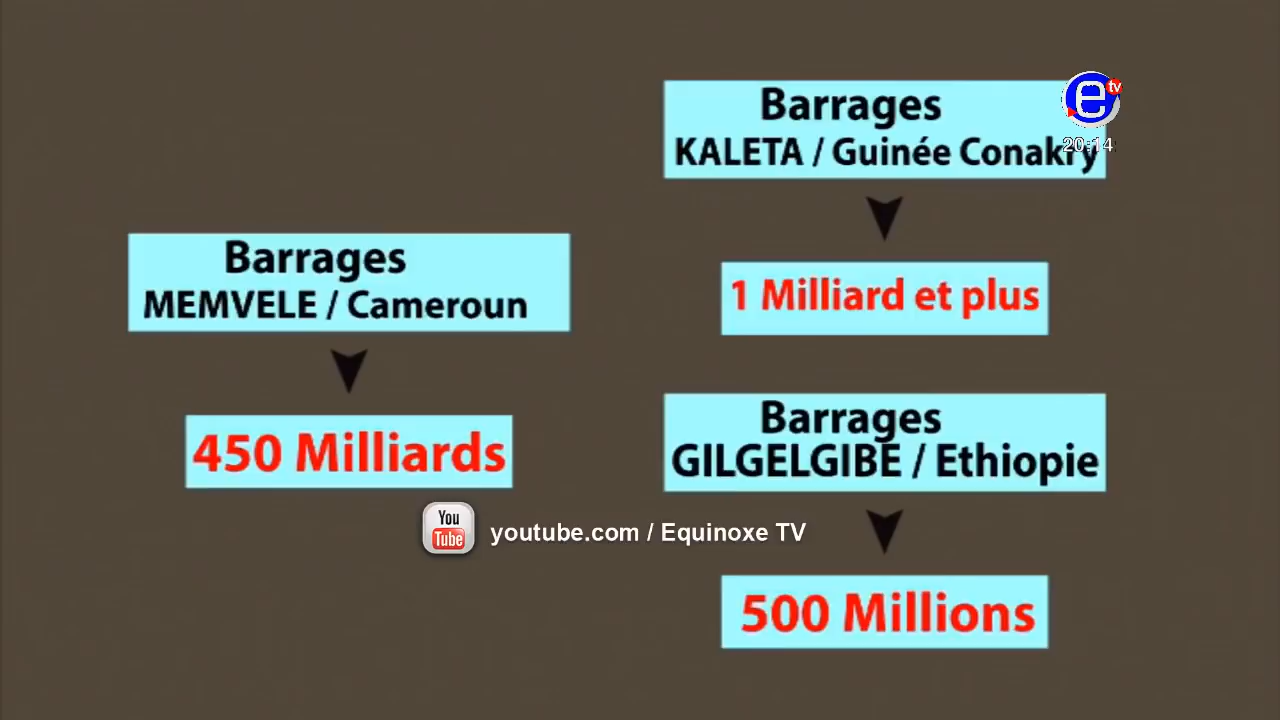 Barrages
MEMVELE / Cameroun
450 Milliards
Barrages
KALETA / Guinée Conakry
1 Milliard et plus
Barrages
GILGELGIBE / Ethiopie
500 Millions
You
Tube
youtube.com / Equinoxe TV
e tv
20:14